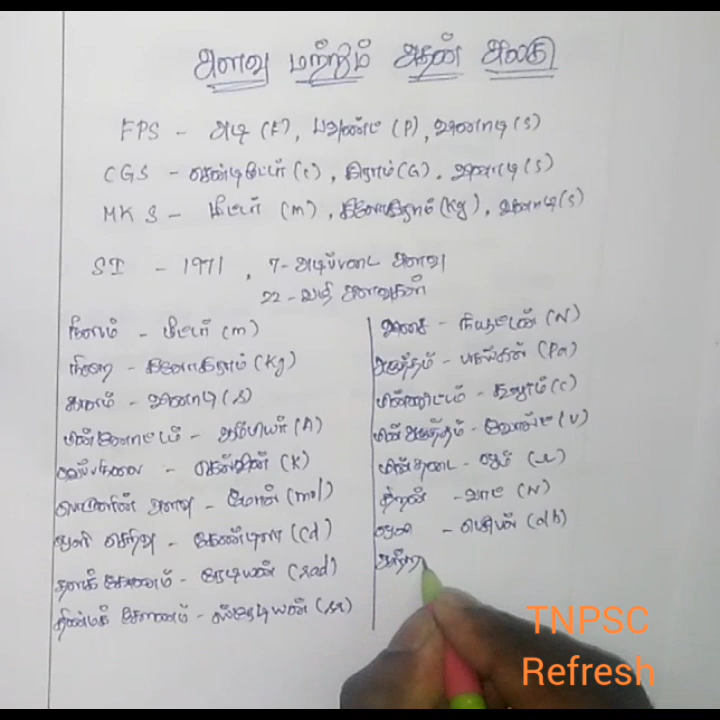 அளவு மற்றும் அதன் அலகு
FPS - அடி (F), பவுண்ட் (P), வினாடி (S)
CGS - சென்டிமீட்டர் (c), கிராம் (G), வினாடி (S)
MKS - மீட்டர் (m), கிலோகிராம் (Kg), வினாடி (S)
SI - 1971, 7 - அடிப்படை அளவு
22 - வழி அளவுகள்
நீளம் - மீட்டர் (m)
நிறை - கிலோகிராம் (Kg)
காலம் - வினாடி (s)
மின்னோட்டம் - ஆம்பியர் (A)
வெப்பநிலை - கெல்வின் (K)
பொருளின் அளவு - மோல் (mol)
ஒளி செறிவு - கேண்டிலா (Cd)
தளக் கோணம் - ரேடியன் (rad)
திண்மக் கோணம் - ஸ்ரேடியன் (sr)
விசை - நியூட்டன் (N)
அழுத்தம் - பாஸ்கல் (Pa)
மின்னூட்டம் - கூலூம் (C)
மின் அழுத்தம் - வோல்ட் (V)
மின்தடை - ஓம் (Ω)
திறன் - வாட் (W)
ஒலி - டெசிபல் (db)
ஆற்ற
TNPSC
Refresh